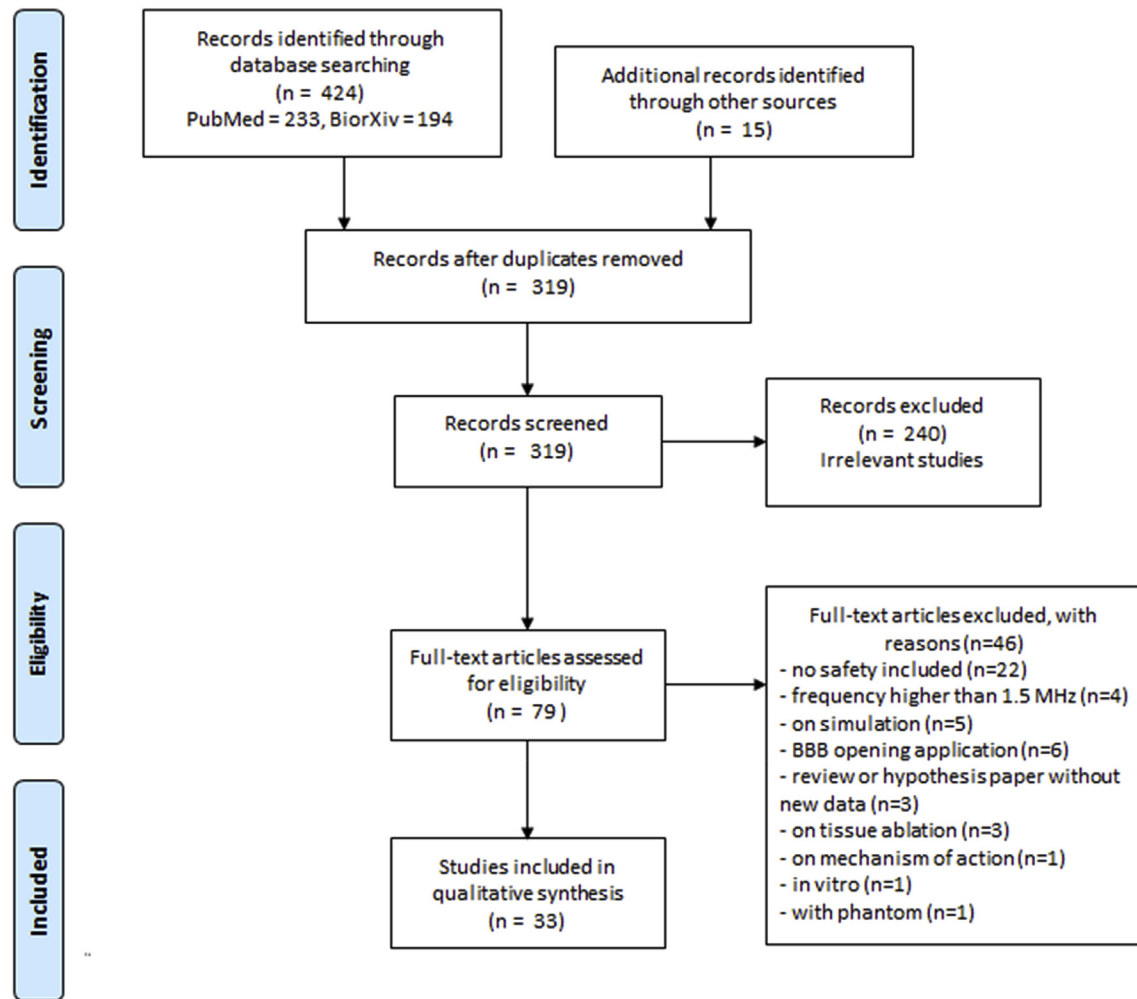 Identification
Records identified through
database searching
(n = 424)
PubMed = 233, BiorXiv = 194
Additional records identified
through other sources
(n = 15)
Records after duplicates removed
(n = 319)
Screening
Records screened
(n = 319)
Records excluded
(n = 240)
Irrelevant studies
Eligibility
Full-text articles assessed
for eligibility
(n = 79)
Full-text articles excluded, with
reasons (n=46)
- no safety included (n=22)
- frequency higher than 1.5 MHz (n=4)
- on simulation (n=5)
- BBB opening application (n=6)
- review or hypothesis paper without
new data (n=3)
- on tissue ablation (n=3)
- on mechanism of action (n=1)
- in vitro (n=1)
- with phantom (n=1)
Included
Studies included in
qualitative synthesis
(n = 33)